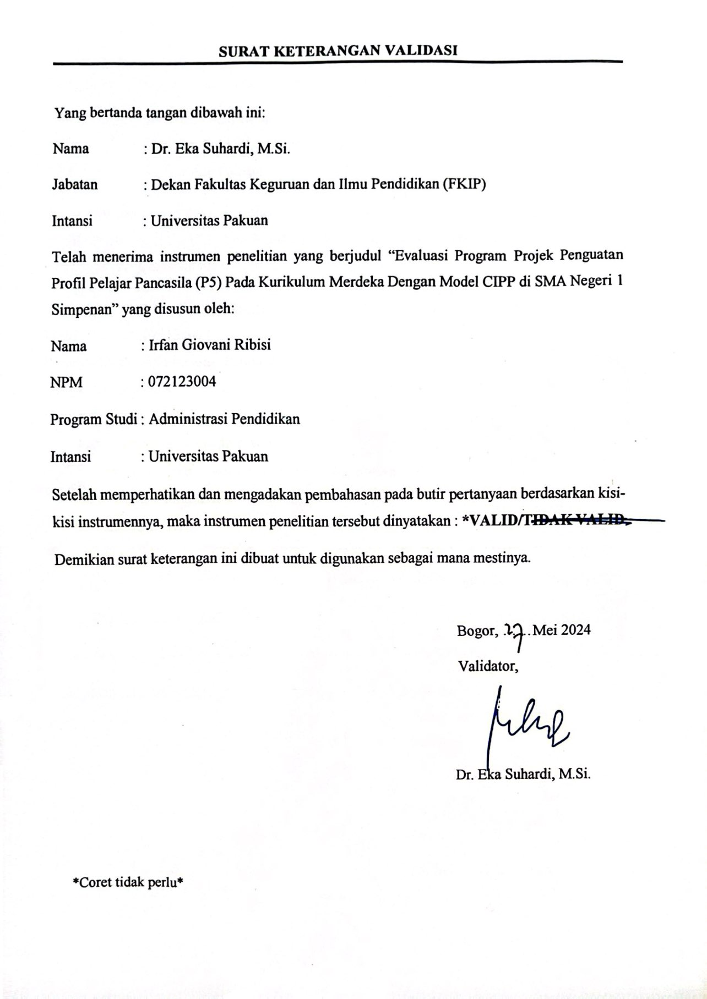 SURAT KETERANGAN VALIDASI
Yang bertanda tangan dibawah ini:
Nama : Dr. Eka Suhardi, M.Si.
Jabatan : Dekan Fakultas Keguruan dan Ilmu Pendidikan (FKIP)
Intansi : Universitas Pakuan
Telah menerima instrumen penelitian yang berjudul “Evaluasi Program Projek Penguatan
Profil Pelajar Pancasila (P5) Pada Kurikulum Merdeka Dengan Model CIPP di SMA Negeri 1
Simpenan” yang disusun oleh:
Nama : Irfan Giovani Ribisi
NPM : 072123004
Program Studi : Administrasi Pendidikan
Intansi : Universitas Pakuan
Setelah memperhatikan dan mengadakan pembahasan pada butir pertanyaan berdasarkan kisi-
kisi instrumennya, maka instrumen penelitian tersebut dinyatakan : *VALID/TIDAK VALID.
Demikian surat keterangan ini dibuat untuk digunakan sebagai mana mestinya.
Bogor, .27.. Mei 2024
Validator,
Dr. Eka Suhardi, M.Si.
*Coret tidak perlu*